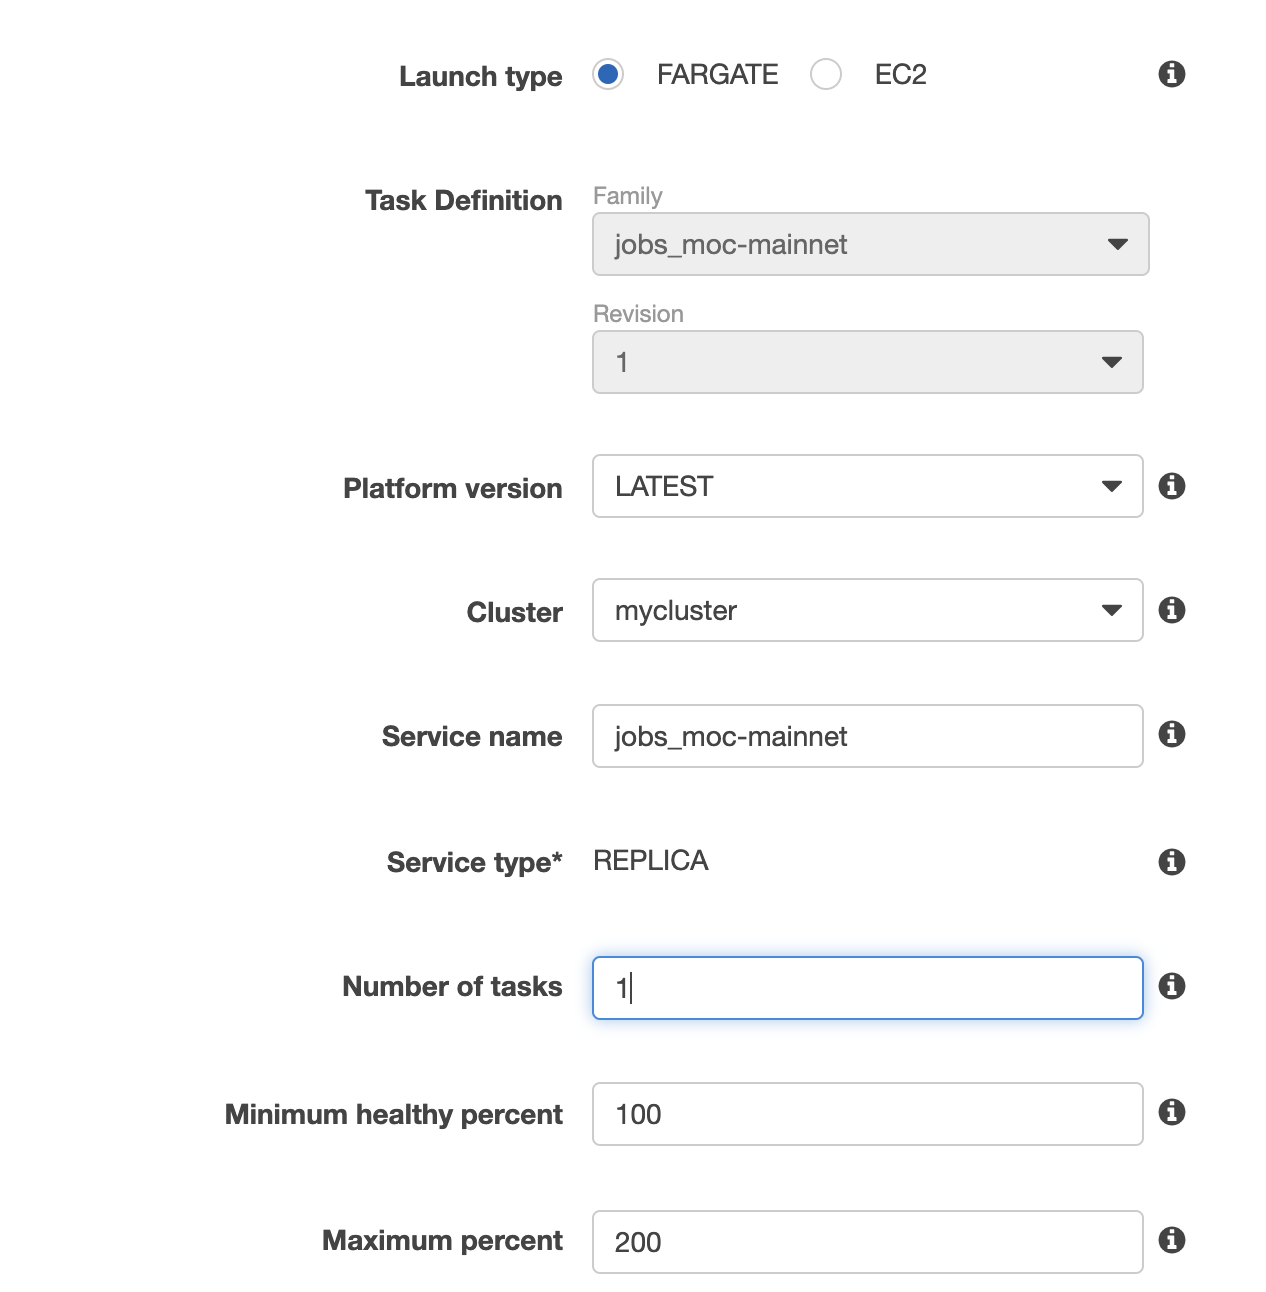 Launch type FARGATE EC2
Task Definition Family
jobs_moc-mainnet
Revision
1
Platform version LATEST
Cluster mycluster
Service name jobs_moc-mainnet
Service type* REPLICA
Number of tasks 1
Minimum healthy percent 100
Maximum percent 200